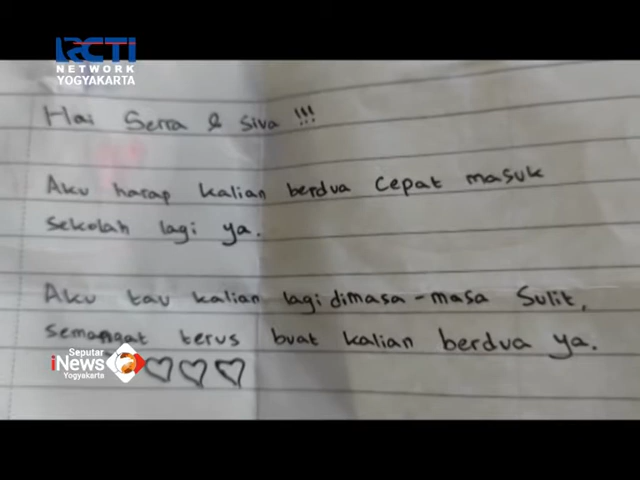 RCTI
NETWORK
YOGYAKARTA
Hai Serra & Siva !!!
Aku harap kalian berdua cepat masuk
sekolah lagi ya.
Aku tau kalian lagi dimasa-masa sulit,
semangat terus buat kalian berdua ya.
Seputar
iNews
Yogyakarta